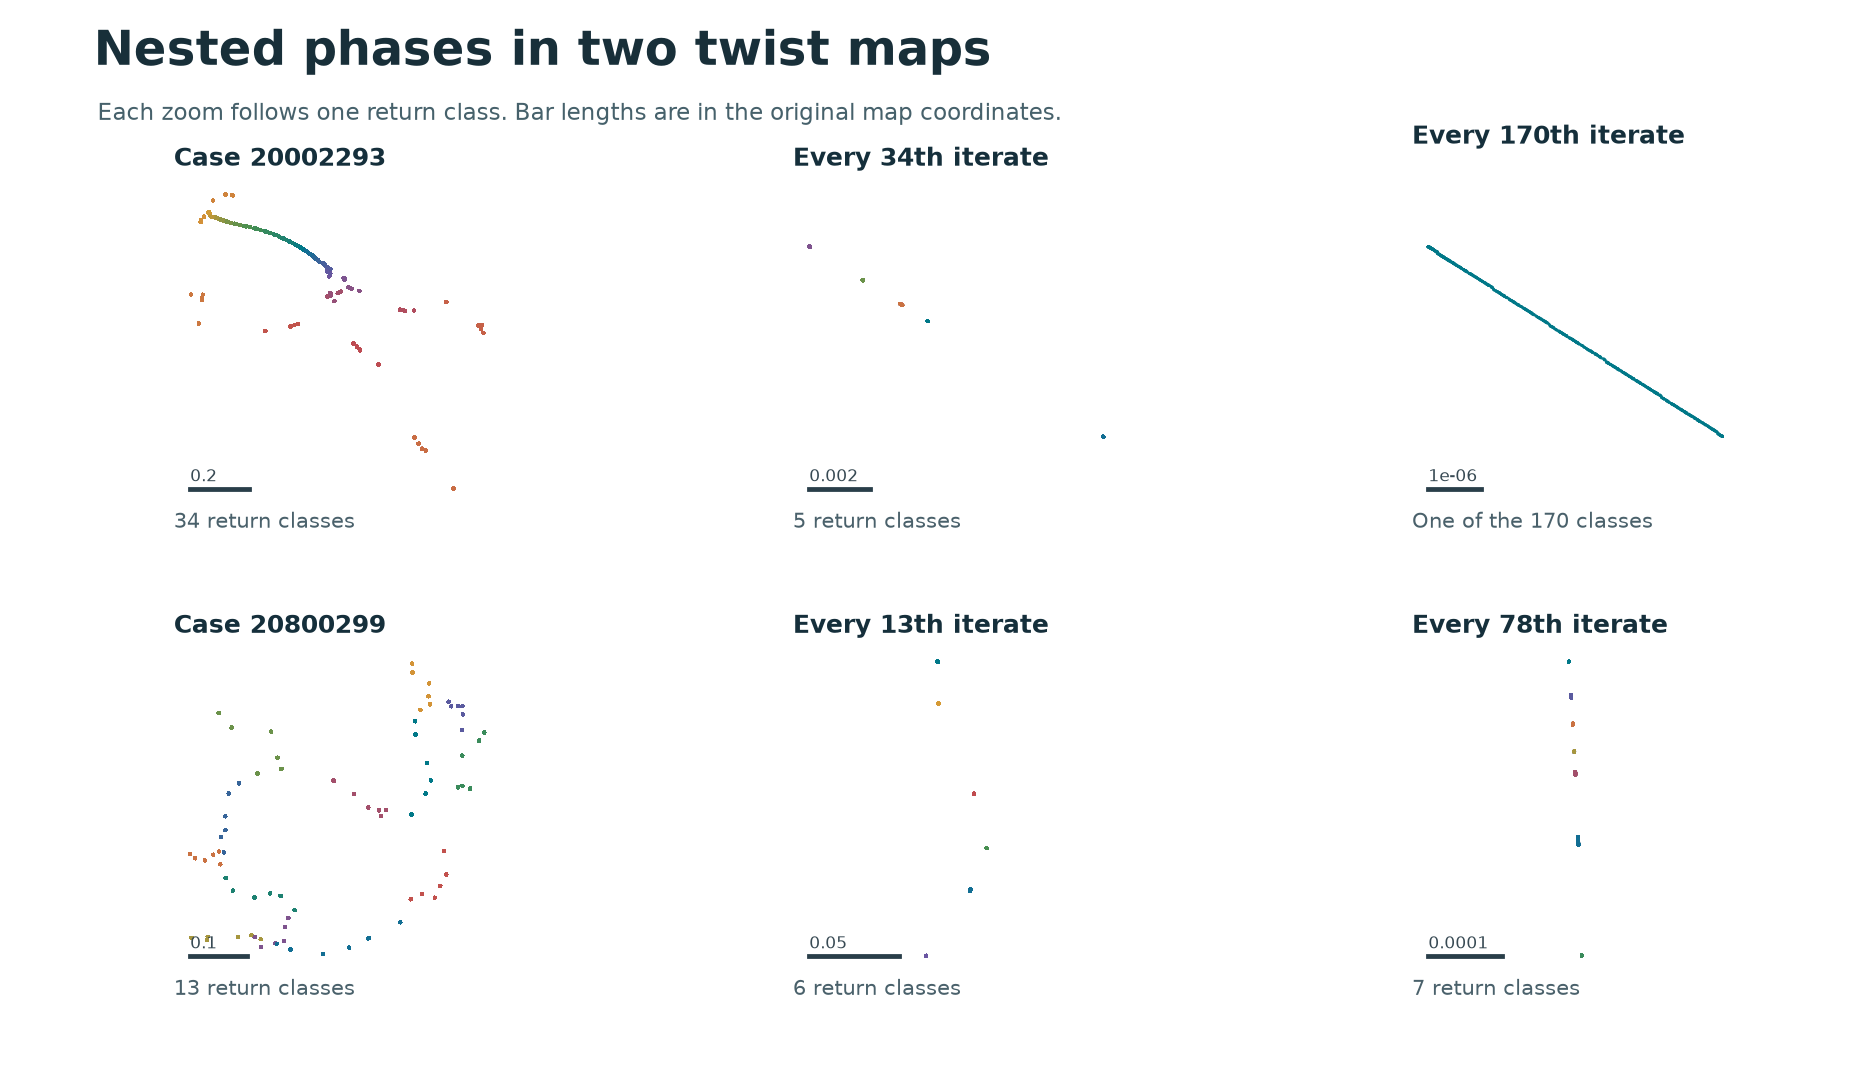 Nested phases in two twist maps
Each zoom follows one return class. Bar lengths are in the original map coordinates.
Case 20002293
Every 34th iterate
Every 170th iterate
0.2
0.002
1e-06
34 return classes
5 return classes
One of the 170 classes
Case 20800299
Every 13th iterate
Every 78th iterate
0.1
0.05
0.0001
13 return classes
6 return classes
7 return classes